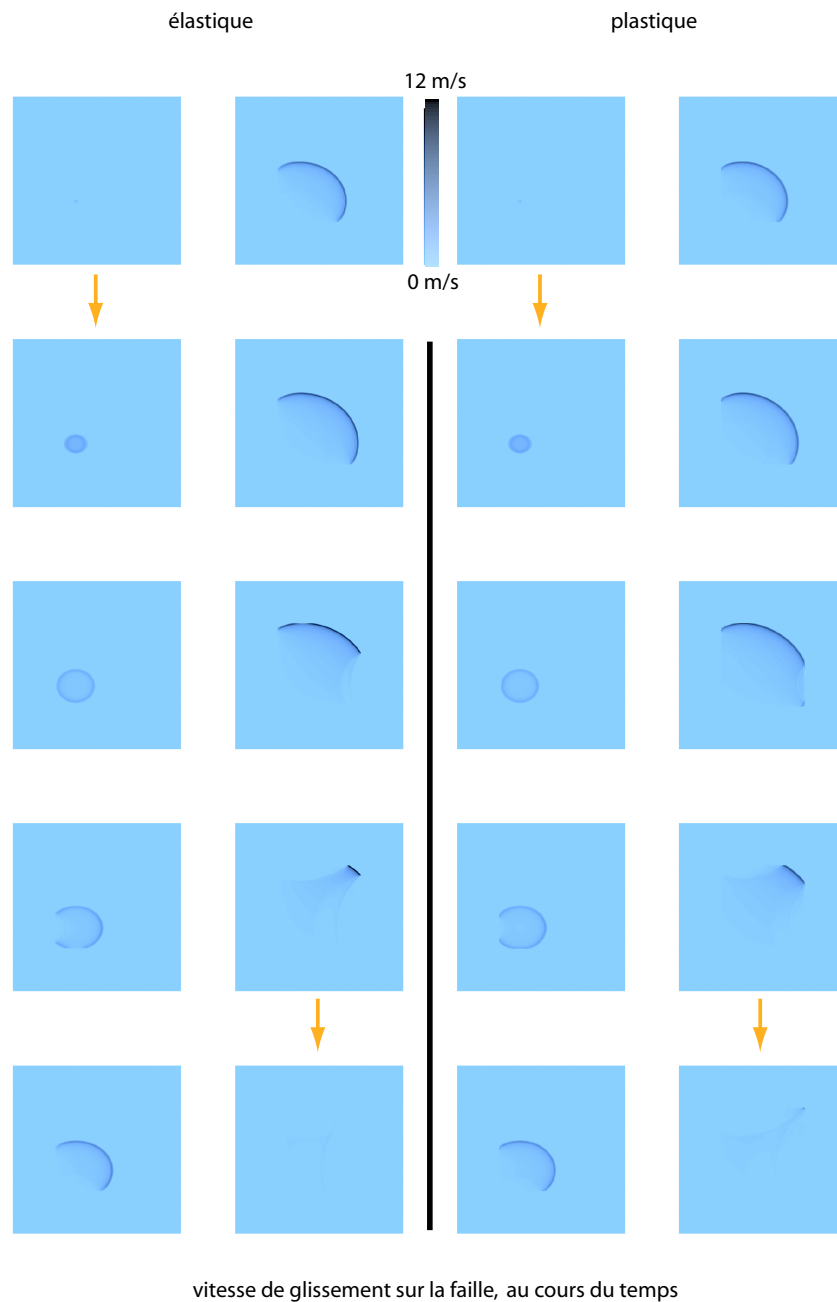 élastique
plastique
12 m/s
0 m/s
vitesse de glissement sur la faille, au cours du temps